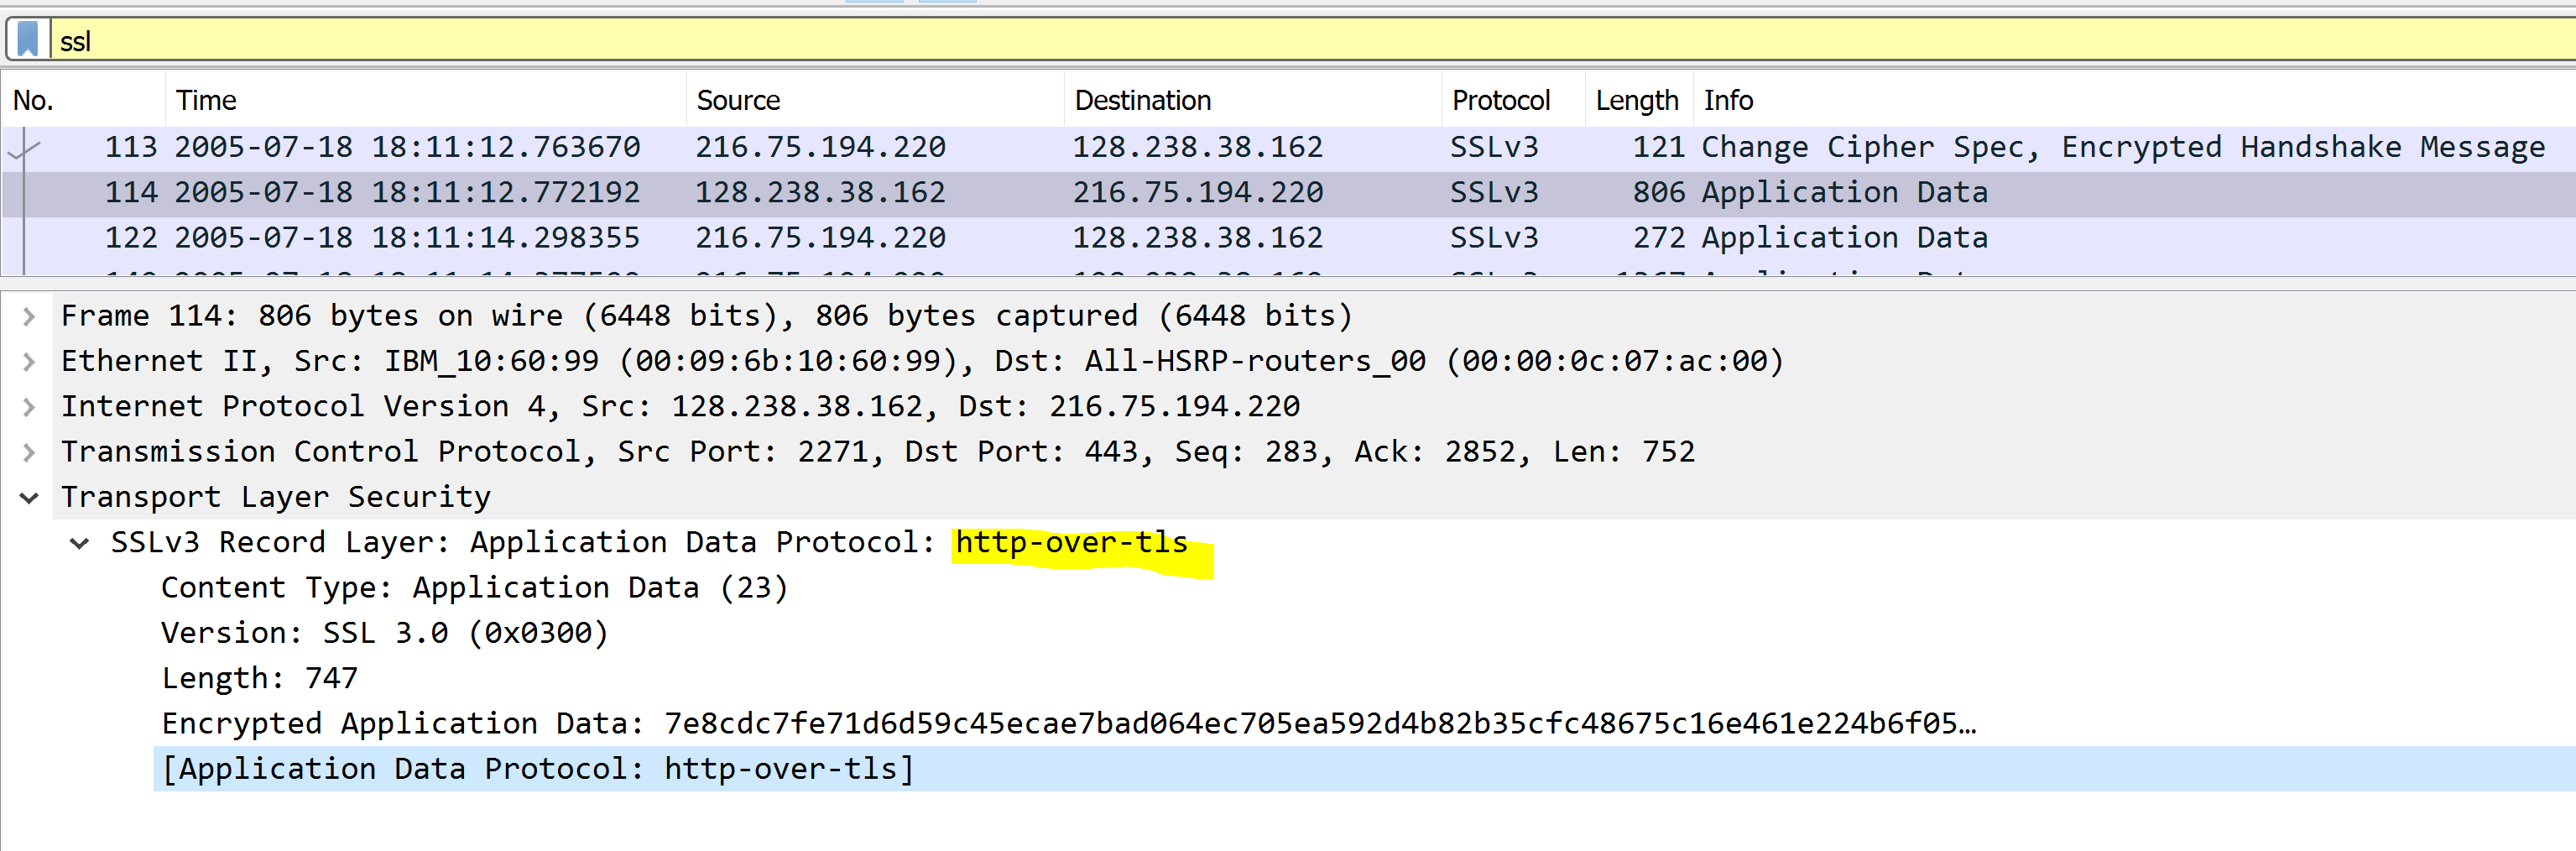 ssl
No. Time Source Destination Protocol Length Info
113 2005-07-18 18:11:12.763670 216.75.194.220 128.238.38.162 SSLv3 121 Change Cipher Spec, Encrypted Handshake Message
114 2005-07-18 18:11:12.772192 128.238.38.162 216.75.194.220 SSLv3 806 Application Data
122 2005-07-18 18:11:14.298355 216.75.194.220 128.238.38.162 SSLv3 272 Application Data
Frame 114: 806 bytes on wire (6448 bits), 806 bytes captured (6448 bits)
Ethernet II, Src: IBM_10:60:99 (00:09:6b:10:60:99), Dst: All-HSRP-routers_00 (00:00:0c:07:ac:00)
Internet Protocol Version 4, Src: 128.238.38.162, Dst: 216.75.194.220
Transmission Control Protocol, Src Port: 2271, Dst Port: 443, Seq: 283, Ack: 2852, Len: 752
Transport Layer Security
SSLv3 Record Layer: Application Data Protocol: http-over-tls
Content Type: Application Data (23)
Version: SSL 3.0 (0x0300)
Length: 747
Encrypted Application Data: 7e8cdc7fe71d6d59c45ecae7bad064ec705ea592d4b82b35cfc48675c16e461e224b6f05…
[Application Data Protocol: http-over-tls]